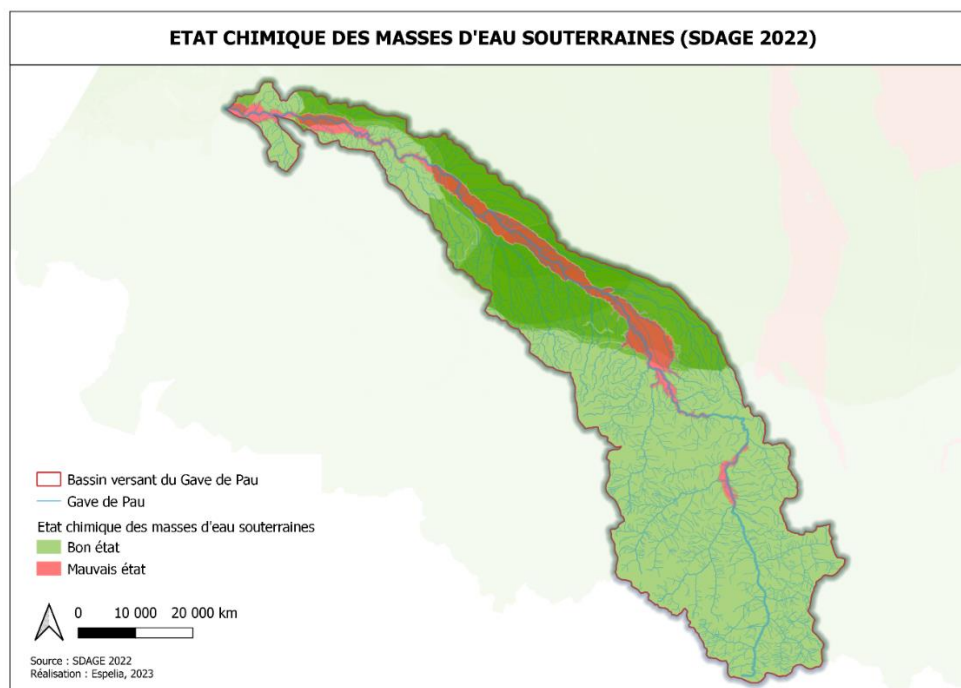 ETAT CHIMIQUE DES MASSES D'EAU SOUTERRAINES (SDAGE 2022)
Bassin versant du Gave de Pau
Gave de Pau
Etat chimique des masses d'eau souterraines
Bon état
Mauvais état
0 10 000 20 000 km
Source : SDAGE 2022
Réalisation : Espelia, 2023